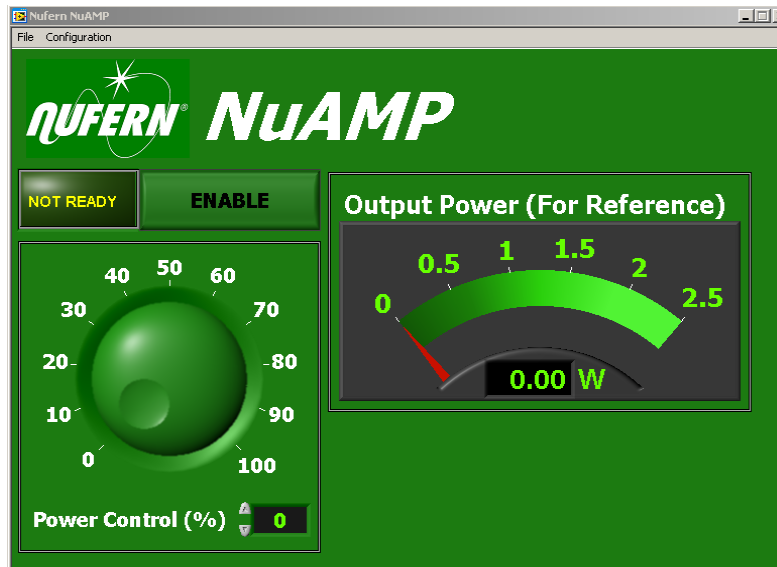 Nufern NuAMP
File Configuration
NUFERN® NuAMP
NOT READY
ENABLE
Output Power (For Reference)
0 0.5 1 1.5 2 2.5
0.00 W
0 10 20 30 40 50 60 70 80 90 100
Power Control (%) 0